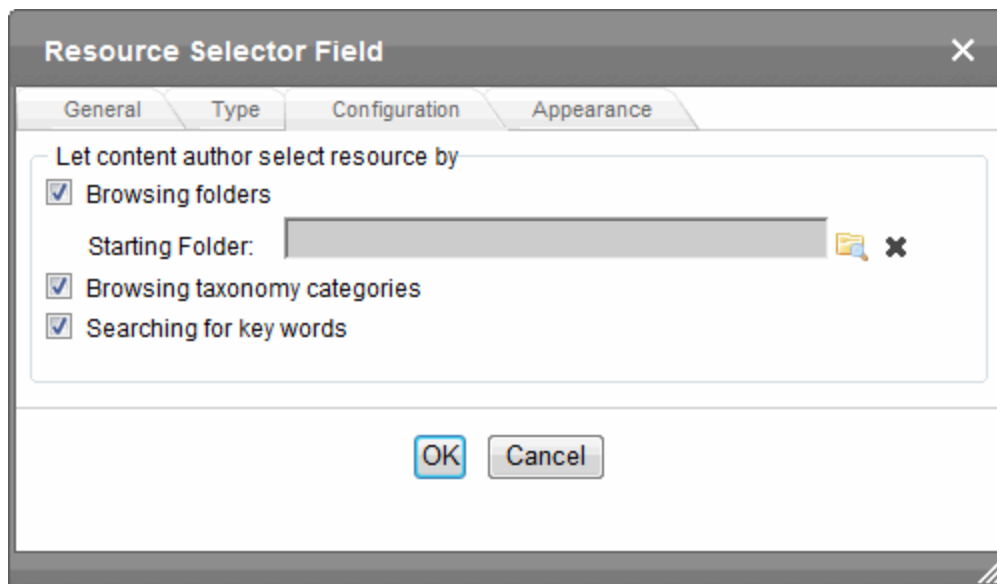 Resource Selector Field
General Type Configuration Appearance
Let content author select resource by
Browsing folders
Starting Folder:
Browsing taxonomy categories
Searching for key words
OK Cancel